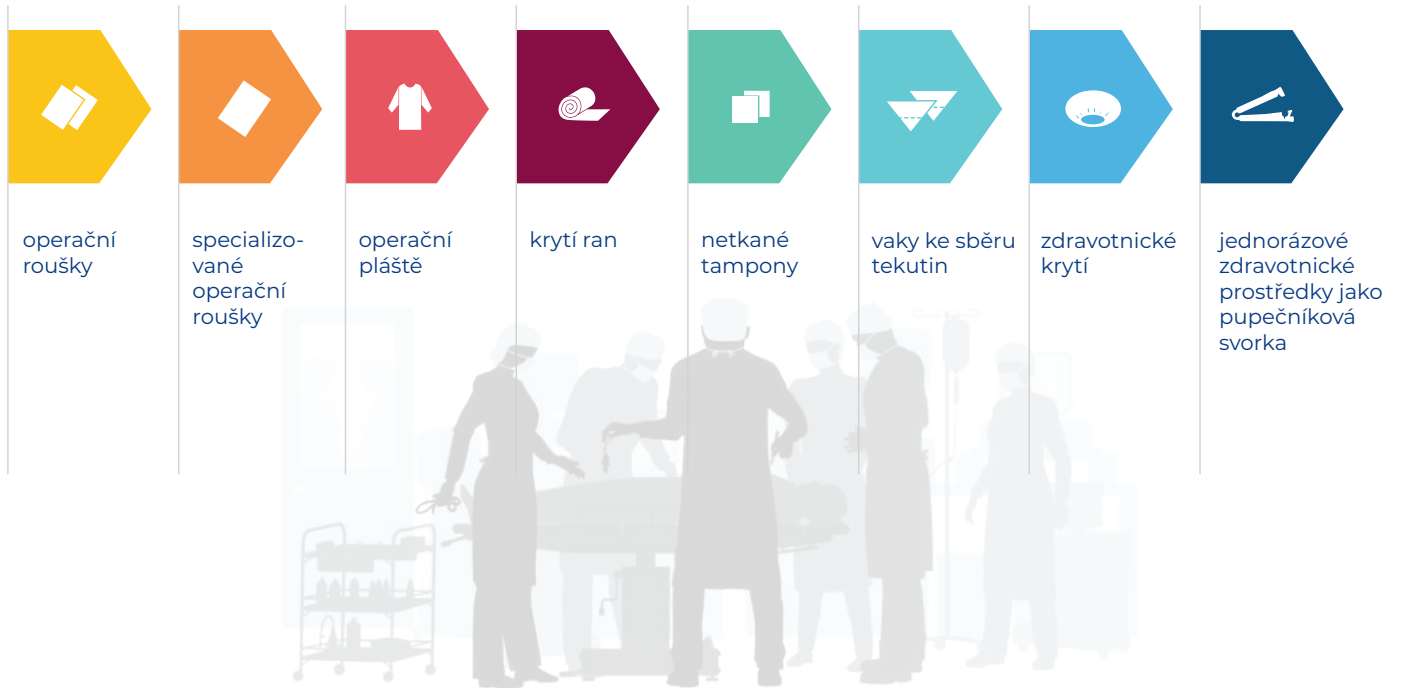 operační
roušky
specializo-
vané
operační
roušky
operační
pláště
krytí ran
netkané
tampony
vaky ke sběru
tekutin
zdravotnické
krytí
jednorázové
zdravotnické
prostředky jako
pupečníková
svorka